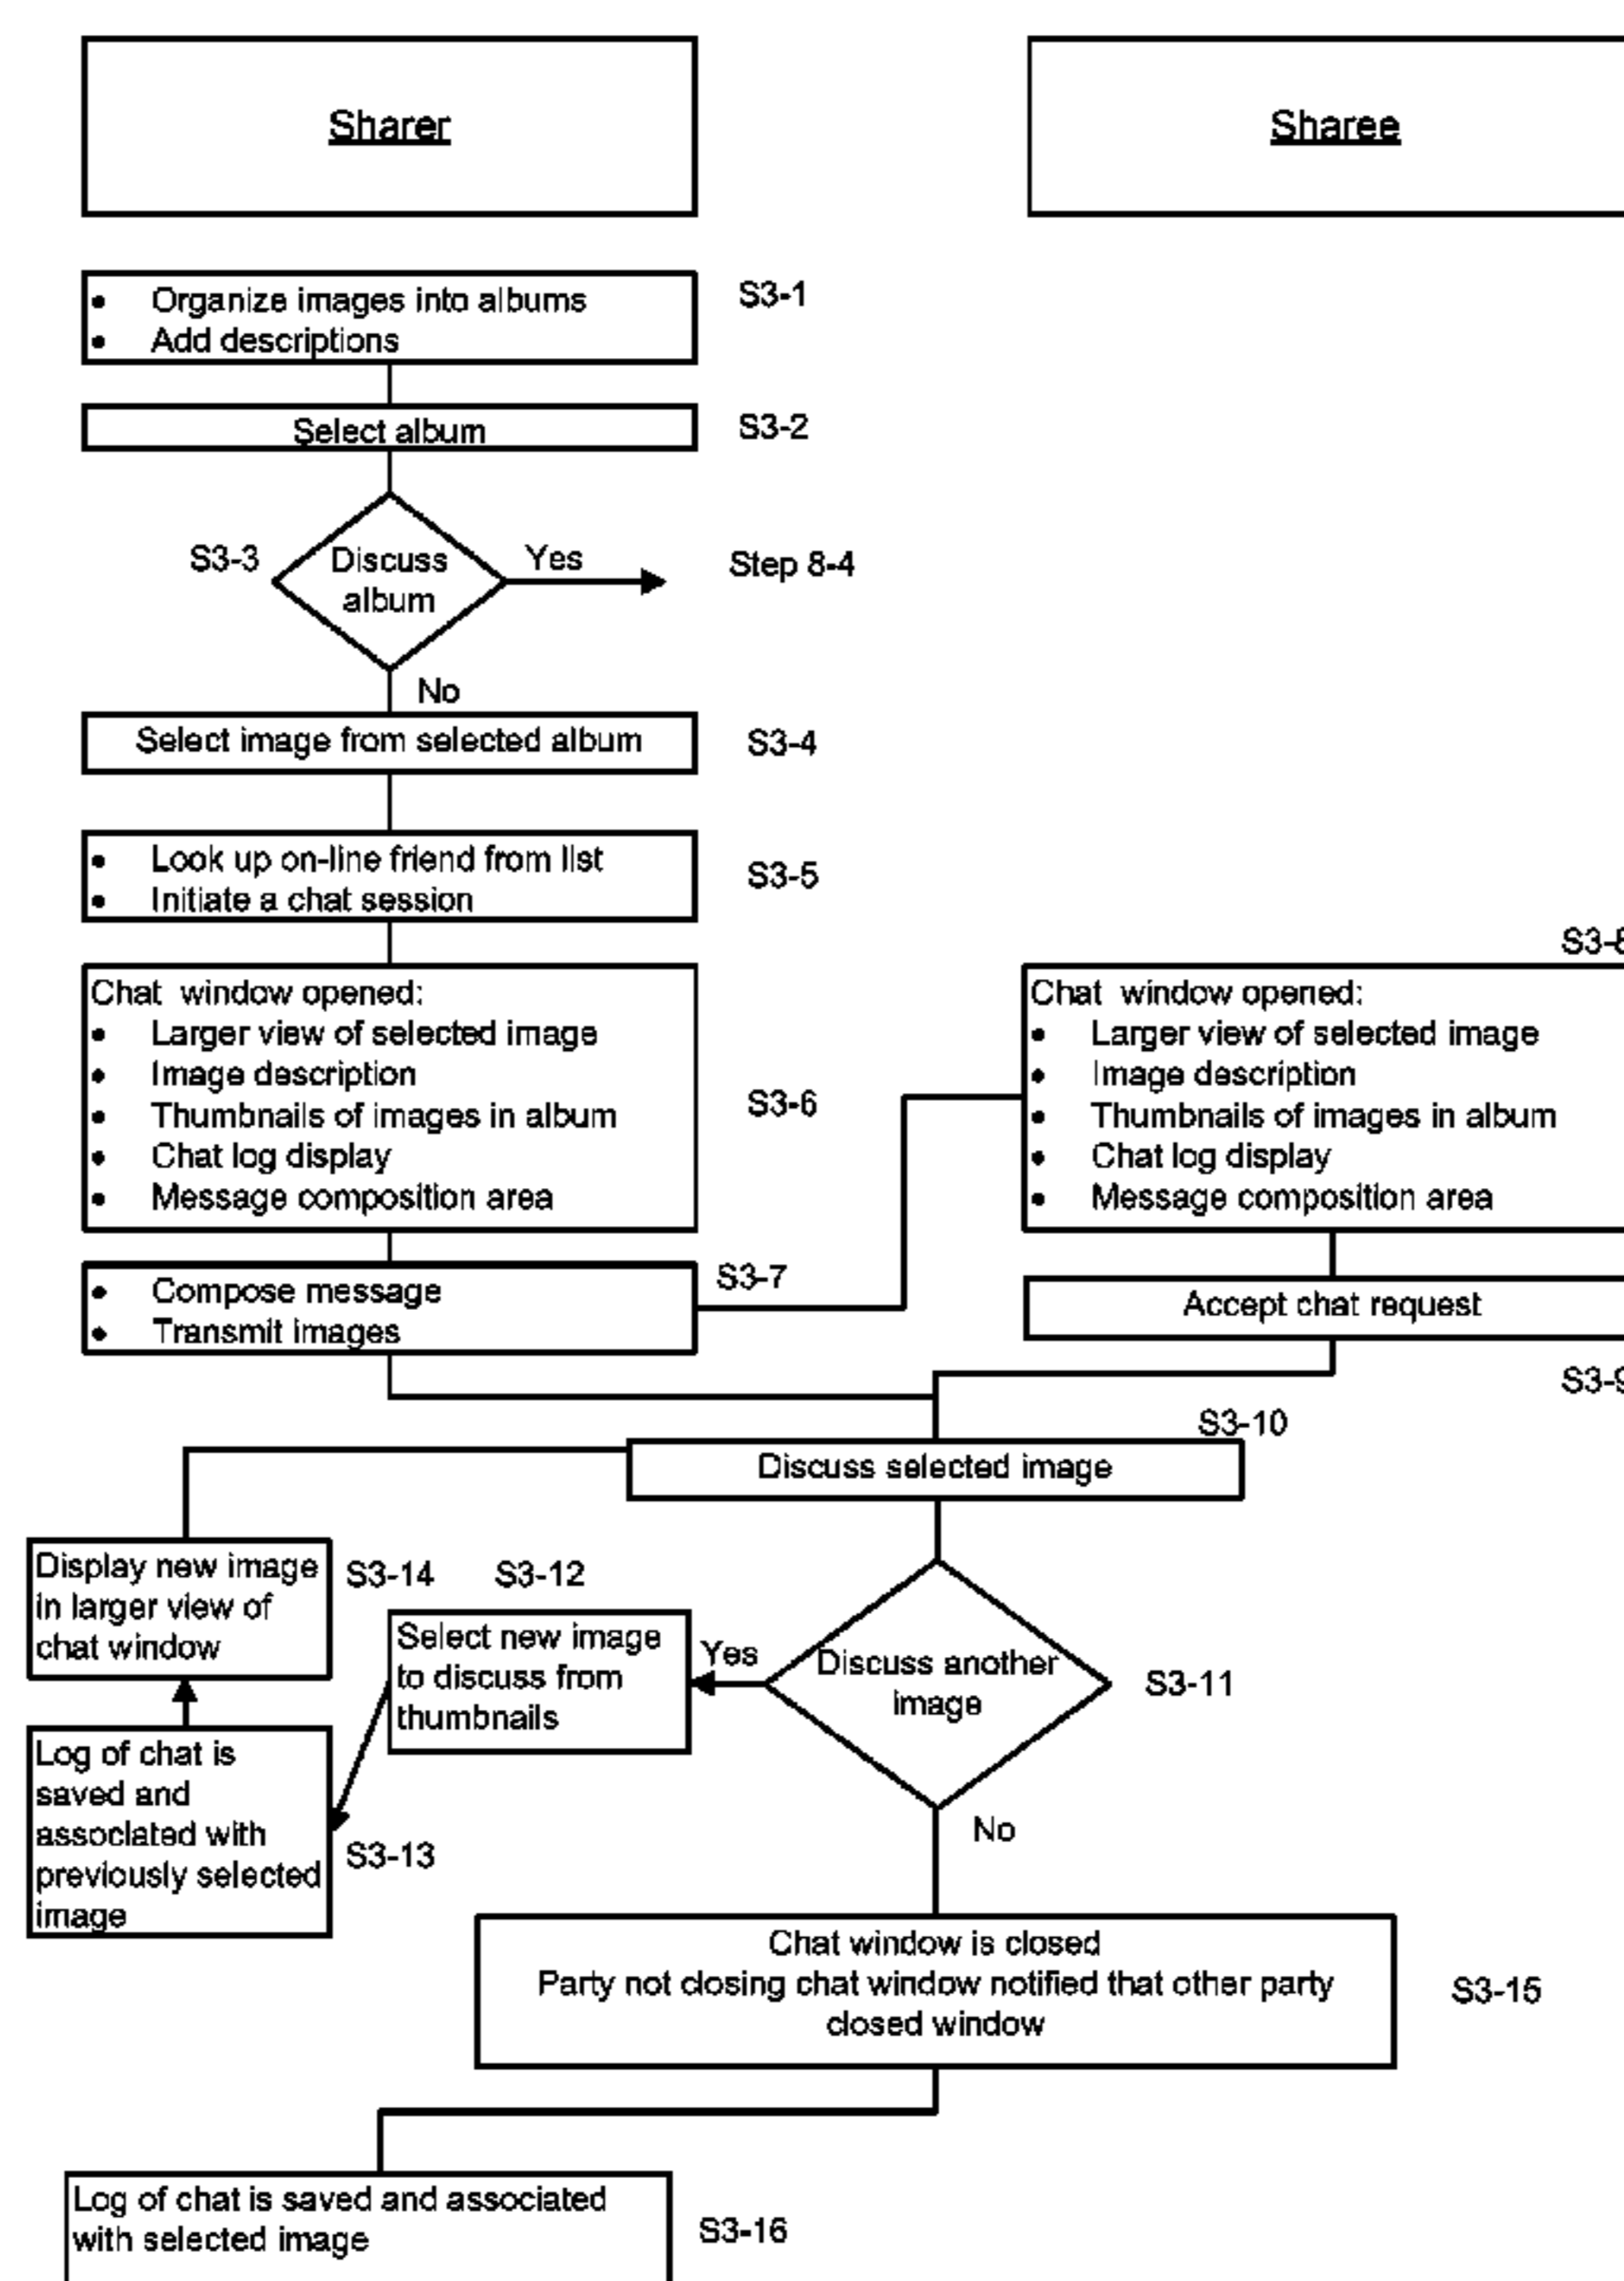 Sharer
Sharee
• Organize images into albums
• Add descriptions
S3-1
Select album
S3-2
S3-3
Discuss
album
Yes
Step 8-4
No
Select image from selected album
S3-4
• Look up on-line friend from list
• Initiate a chat session
S3-5
Chat window opened:
• Larger view of selected image
• Image description
• Thumbnails of images in album
• Chat log display
• Message composition area
S3-6
S3-8
Chat window opened:
• Larger view of selected image
• Image description
• Thumbnails of images in album
• Chat log display
• Message composition area
• Compose message
• Transmit images
S3-7
Accept chat request
S3-9
S3-10
Discuss selected image
Display new image
in larger view of
chat window
S3-14
S3-12
Select new image
to discuss from
thumbnails
Yes
Discuss another
image
S3-11
Log of chat is
saved and
associated with
previously selected
image
S3-13
No
Chat window is closed
Party not closing chat window notified that other party
closed window
S3-15
Log of chat is saved and associated
with selected image
S3-16